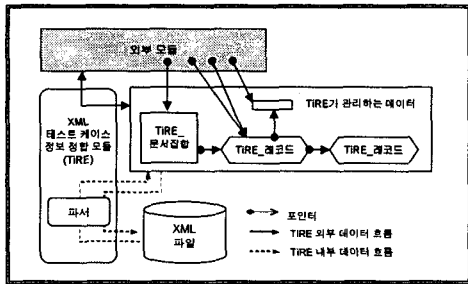 외부 모듈
TiRE가 관리하는 데이터
XML
테스트 케이스
정보 정합 모듈
(TiRE)
TiRE_
문서집합
TiRE_레코드
TiRE_레코드
파서
XML
파일
포인터
TiRE 외부 데이터 흐름
TiRE 내부 데이터 흐름